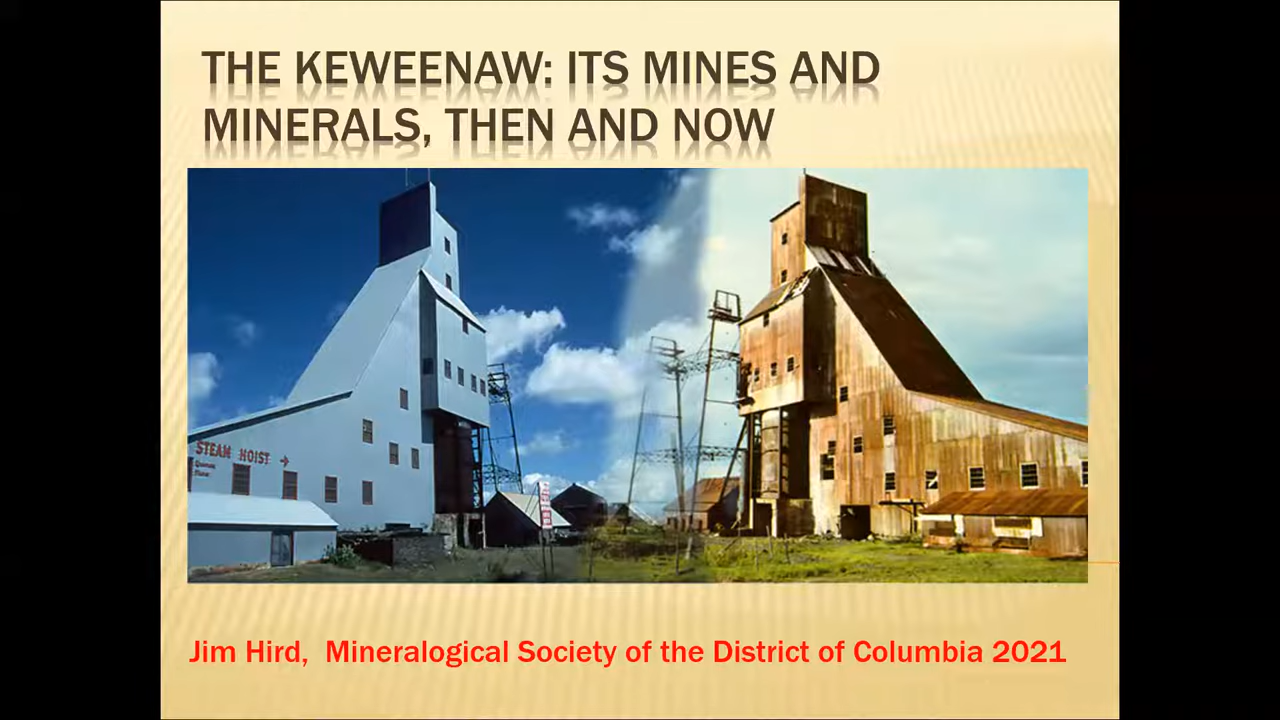 THE KEWEENAW: ITS MINES AND
MINERALS, THEN AND NOW
STEAM HOIST →
Jim Hird, Mineralogical Society of the District of Columbia 2021